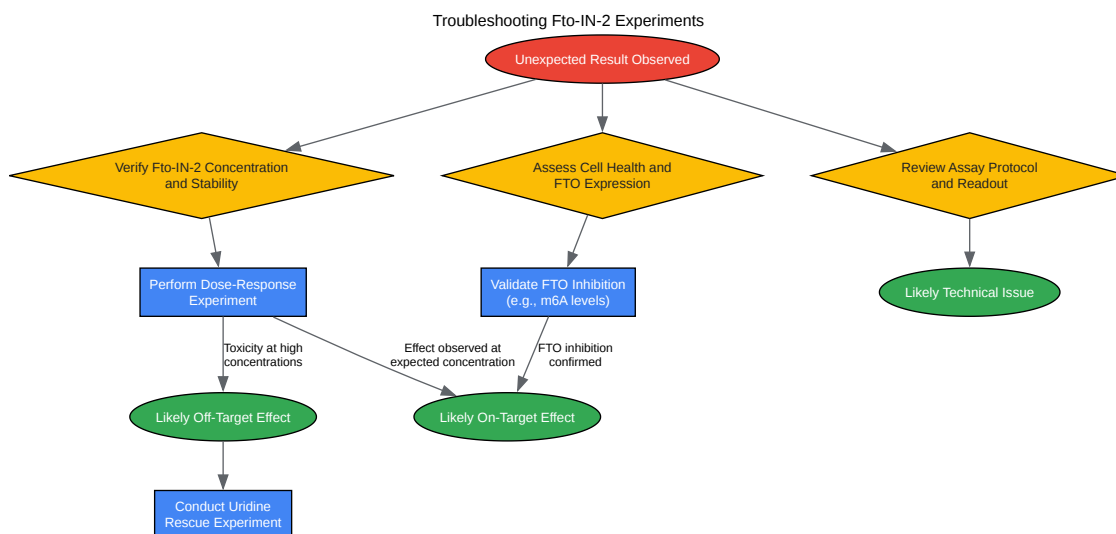 Troubleshooting Fto-IN-2 Experiments
Unexpected Result Observed
Verify Fto-IN-2 Concentration
and Stability
Assess Cell Health and
FTO Expression
Review Assay Protocol
and Readout
Perform Dose-Response
Experiment
Validate FTO Inhibition
(e.g., m6A levels)
Likely Technical Issue
Toxicity at high
concentrations
Effect observed at
expected concentration
FTO inhibition
confirmed
Likely Off-Target Effect
Likely On-Target Effect
Conduct Uridine
Rescue Experiment